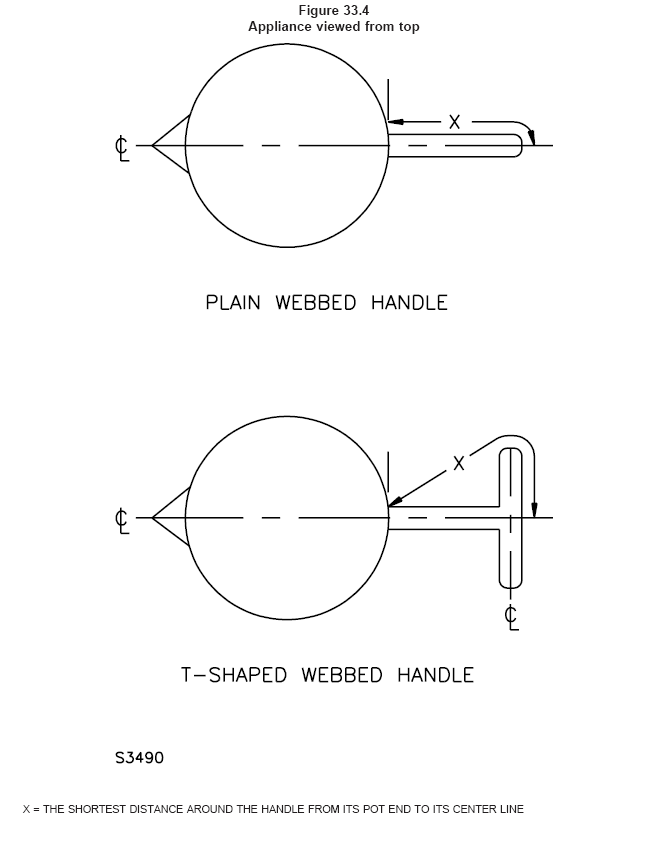 Figure 33.4
Appliance viewed from top
X
℄
PLAIN WEBBED HANDLE
X
℄
℄
T-SHAPED WEBBED HANDLE
S3490
X = THE SHORTEST DISTANCE AROUND THE HANDLE FROM ITS POT END TO ITS CENTER LINE